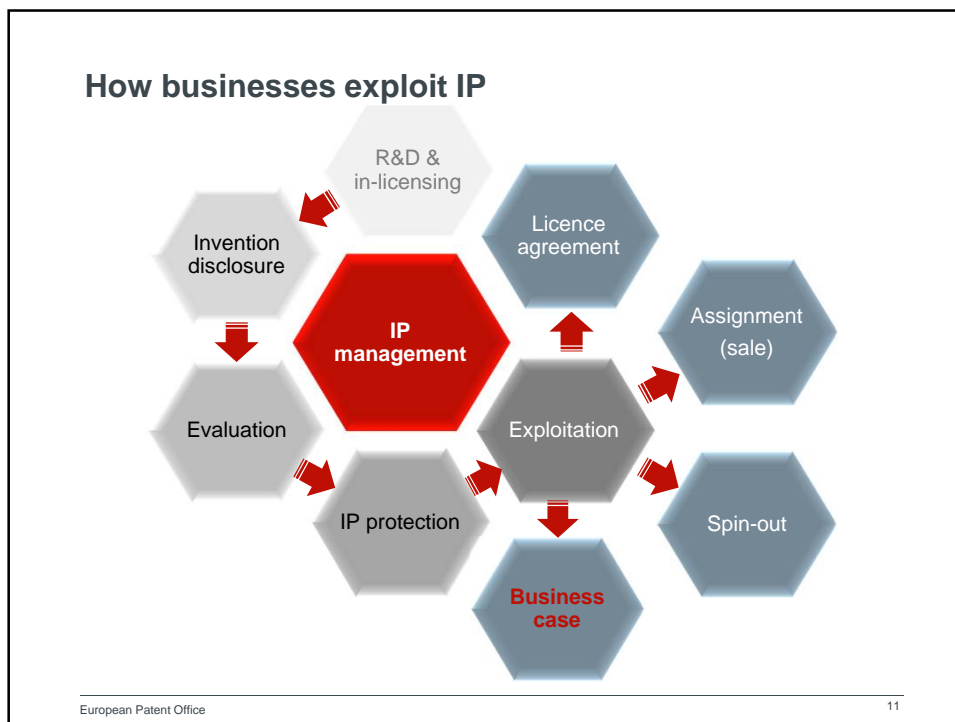 How businesses exploit IP
R&D &
in-licensing
Invention
disclosure
Evaluation
IP protection
IP
management
Exploitation
Licence
agreement
Assignment
(sale)
Spin-out
Business
case
European Patent Office
11